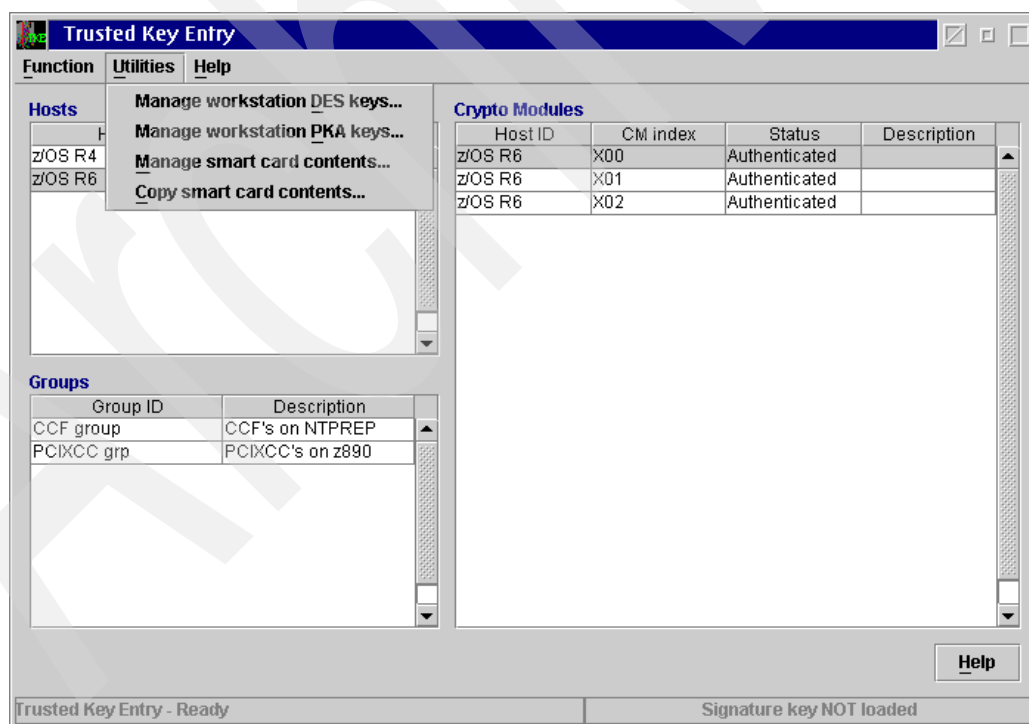 Trusted Key Entry
Function Utilities Help
Manage workstation DES keys...
Manage workstation PKA keys...
Manage smart card contents...
Copy smart card contents...
Hosts
H
z/OS R4
z/OS R6
Crypto Modules
Host ID CM index Status Description
z/OS R6 X00 Authenticated
z/OS R6 X01 Authenticated
z/OS R6 X02 Authenticated
Groups
Group ID Description
CCF group CCF's on NTPREP
PCIXCC grp PCIXCC's on z890
Help
Trusted Key Entry - Ready Signature key NOT loaded